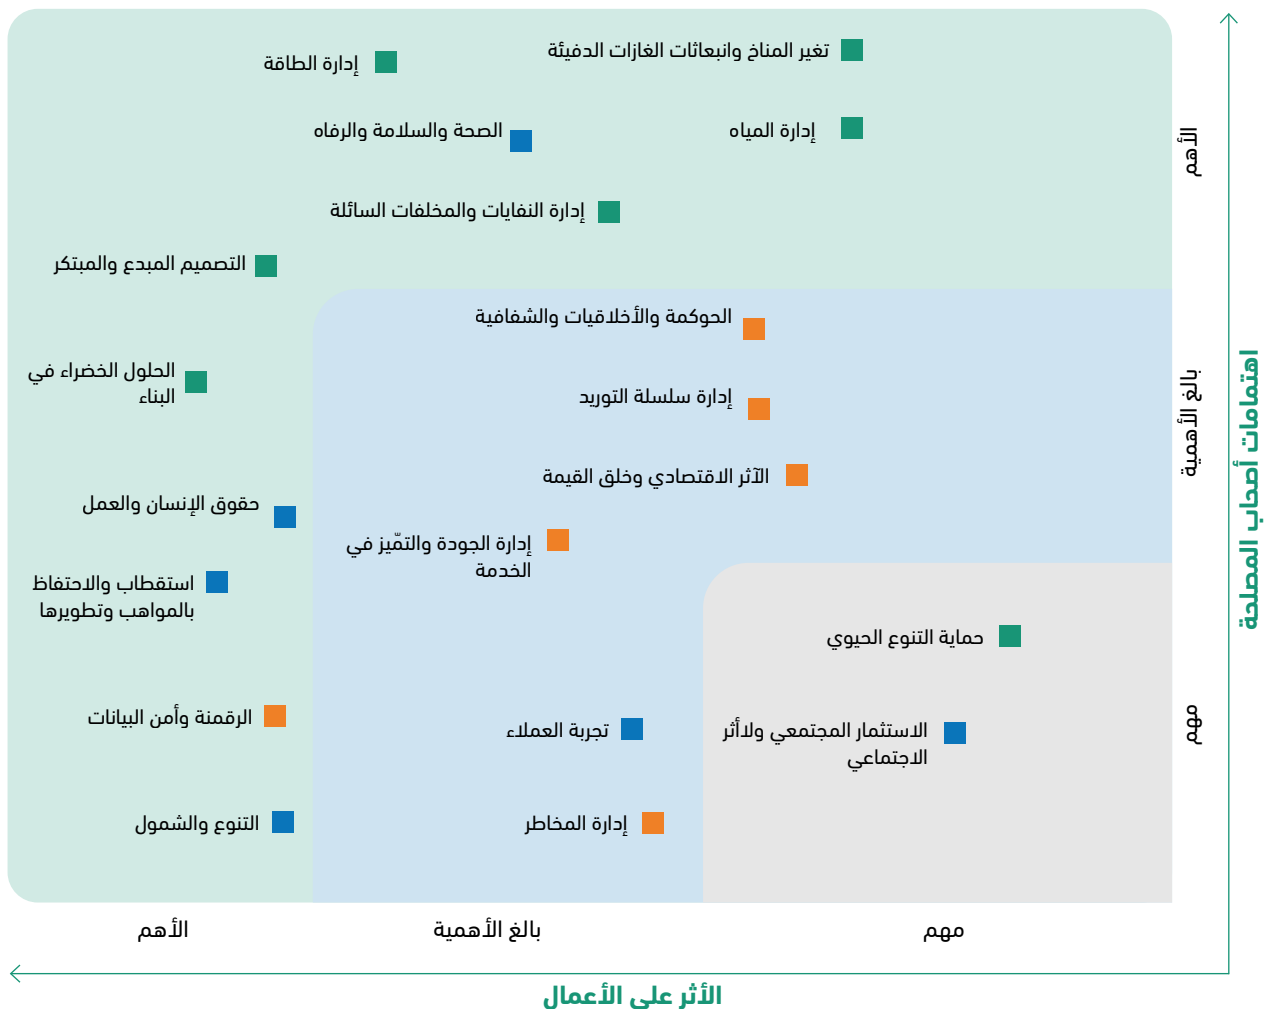 تغير المناخ وانبعاثات الغازات الدفيئة
إدارة الطاقة
إدارة المياه
الصحة والسلامة والرفاه
إدارة النفايات والمخلفات السائلة
التصميم المبدع والمبتكر
الحوكمة والأخلاقيات والشفافية
الحلول الخضراء في
البناء
إدارة سلسلة التوريد
الآثر الاقتصادي وخلق القيمة
حقوق الإنسان والعمل
إدارة الجودة والتمّيز في
الخدمة
استقطاب والاحتفاظ
بالمواهب وتطويرها
حماية التنوع الحيوي
الرقمنة وأمن البيانات
تجربة العملاء
الاستثمار المجتمعي ولاأثر
الاجتماعي
التنوع والشمول
إدارة المخاطر
الأهم
بالغ الأهمية
مهم
اهتمامات أصحاب المصلحة
مهم
بالغ الأهمية
الأهم
الأثر على الأعمال